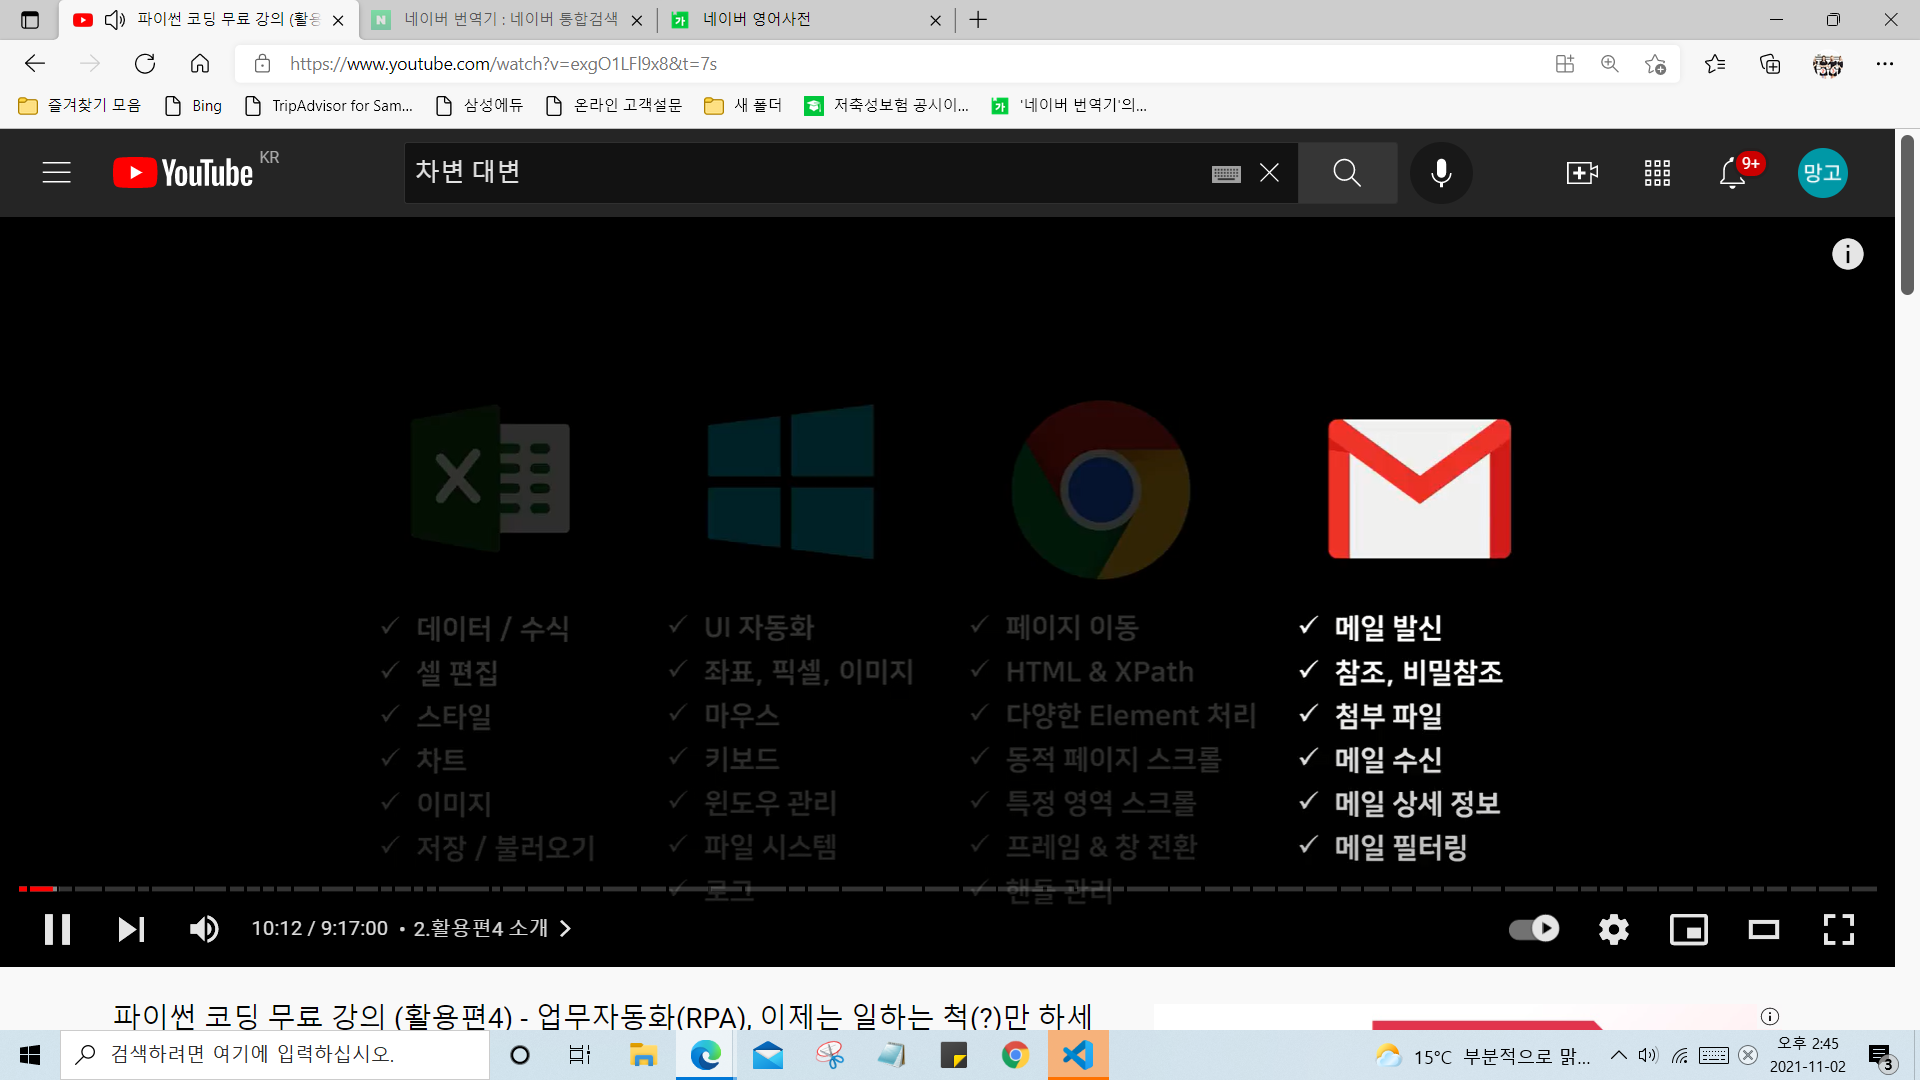 파이썬 코딩 무료 강의 (활용
네이버 번역기 : 네이버 통합검색
네이버 영어사전
https://www.youtube.com/watch?v=exgO1LFl9x8&t=7s
즐겨찾기 모음
Bing
TripAdvisor for Sam...
삼성에듀
온라인 고객설문
새 폴더
저축성보험 공시이...
'네이버 번역기'의...
YouTube KR
차변 대변
9+
망고
데이터 / 수식
셀 편집
스타일
차트
이미지
저장 / 불러오기
UI 자동화
좌표, 픽셀, 이미지
마우스
키보드
윈도우 관리
파일 시스템
로그
페이지 이동
HTML & XPath
다양한 Element 처리
동적 페이지 스크롤
특정 영역 스크롤
프레임 & 창 전환
핸들 관리
메일 발신
참조, 비밀참조
첨부 파일
메일 수신
메일 상세 정보
메일 필터링
10:12 / 9:17:00 • 2.활용편4 소개
파이썬 코딩 무료 강의 (활용편4) - 업무자동화(RPA), 이제는 일하는 척(?)만 하세
검색하려면 여기에 입력하십시오.
15°C 부분적으로 맑...
오후 2:45
2021-11-02
3